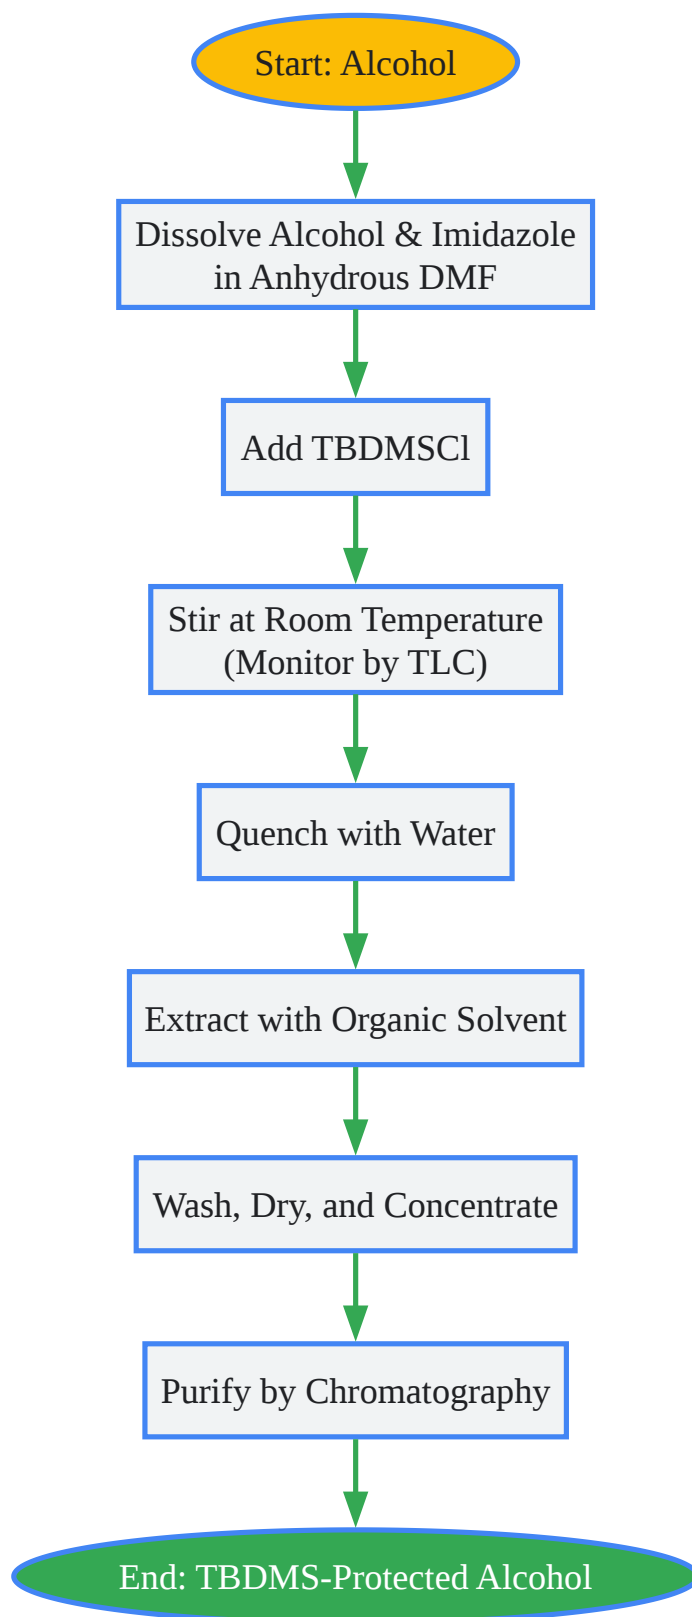 Start: Alcohol
Dissolve Alcohol & Imidazole
in Anhydrous DMF
Add TBDMSCl
Stir at Room Temperature
(Monitor by TLC)
Quench with Water
Extract with Organic Solvent
Wash, Dry, and Concentrate
Purify by Chromatography
End: TBDMS-Protected Alcohol